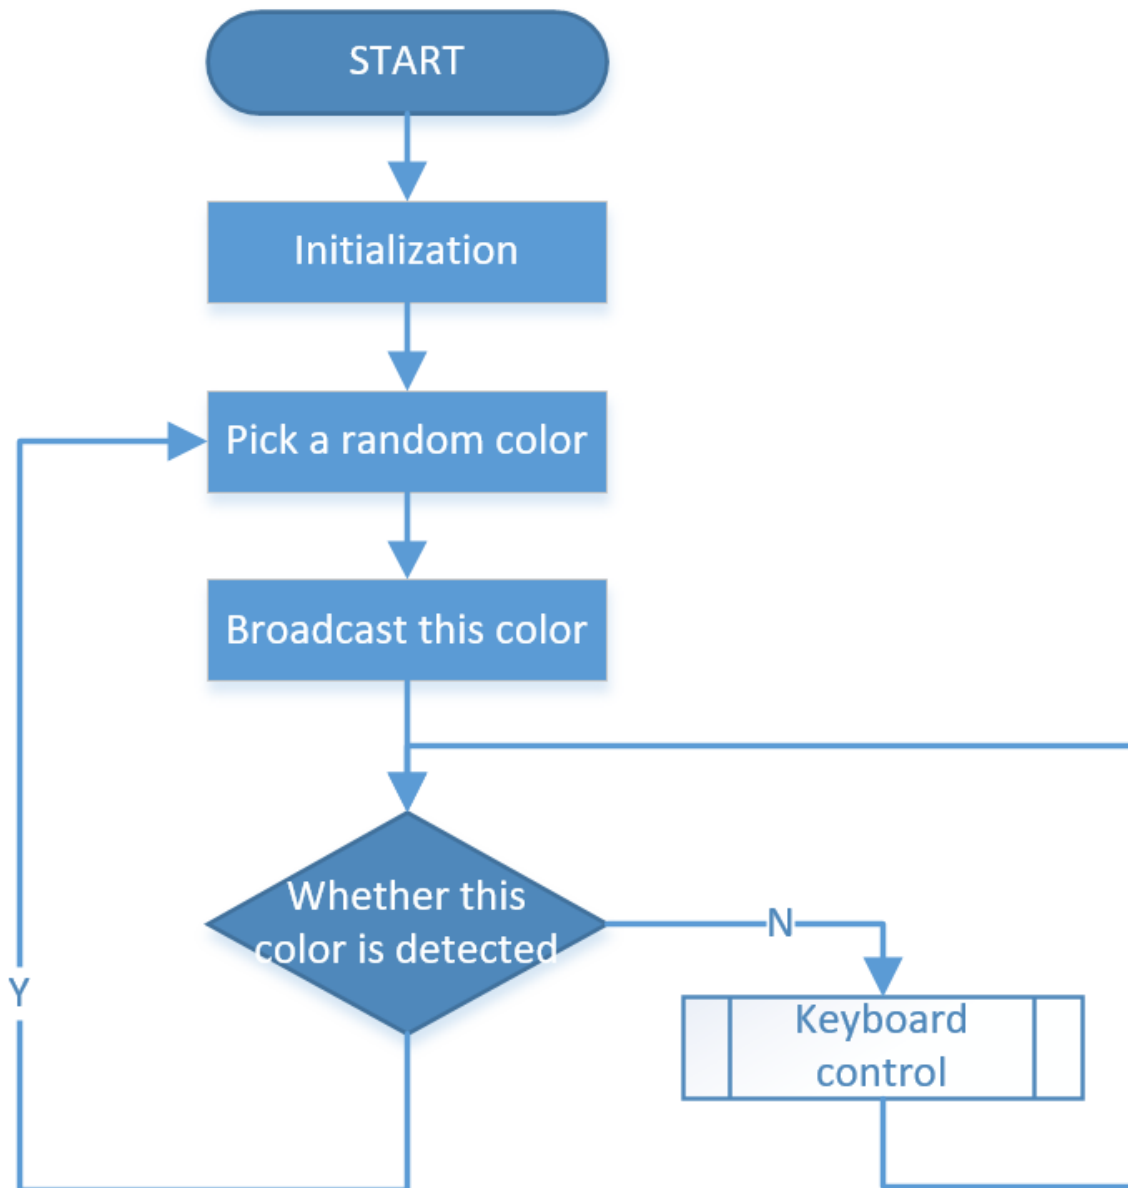 START
Initialization
Pick a random color
Broadcast this color
Whether this
color is detected
N
Y
Keyboard
control